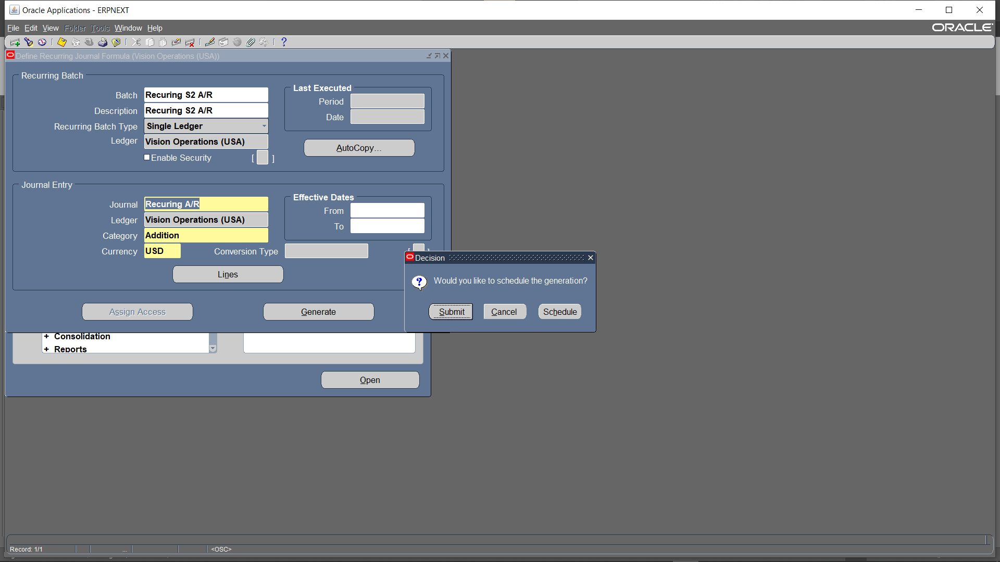 Oracle Applications - ERPNEXT
File Edit View Folder Tools Window Help
ORACLE
Define Recurring Journal Formula (Vision Operations (USA))
Recurring Batch
Batch Recuring S2 A/R
Description Recuring S2 A/R
Recurring Batch Type Single Ledger
Ledger Vision Operations (USA)
Enable Security [ ]
Last Executed
Period
Date
AutoCopy...
Journal Entry
Journal Recuring A/R
Ledger Vision Operations (USA)
Category Addition
Currency USD Conversion Type
Effective Dates
From
To
[ ]
Lines
Assign Access Generate
Decision
Would you like to schedule the generation?
Submit Cancel Schedule
+ Consolidation
+ Reports
Open
Record: 1/1 ... <OSC>